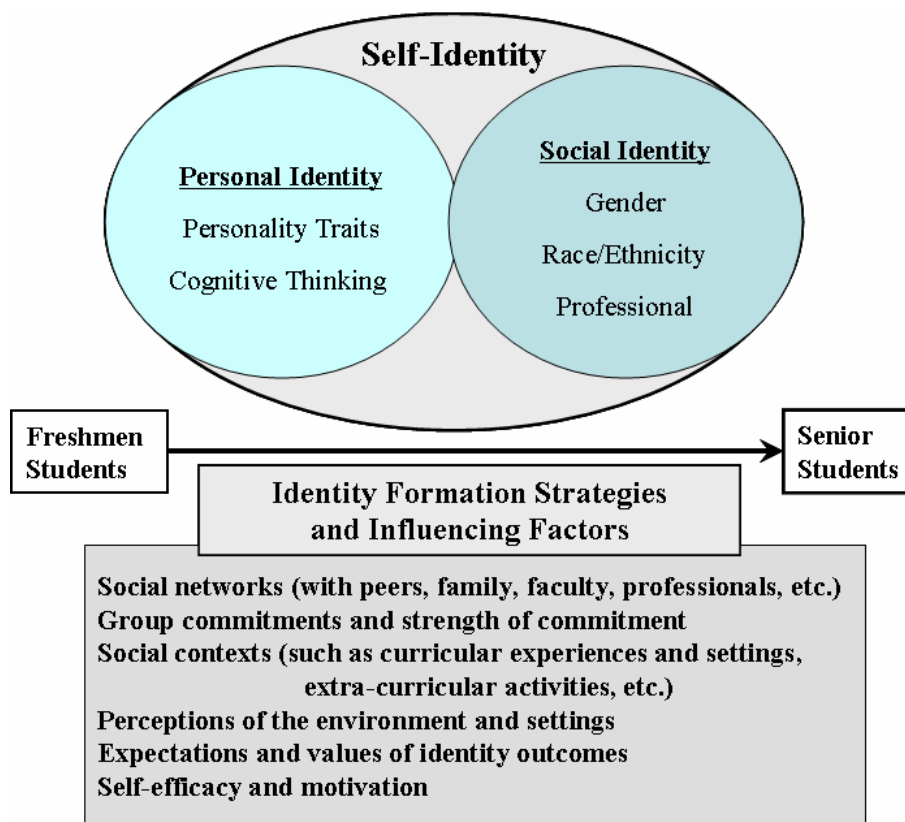 Self-Identity
Personal Identity
Personality Traits
Cognitive Thinking
Social Identity
Gender
Race/Ethnicity
Professional
Freshmen
Students
Senior
Students
Identity Formation Strategies
and Influencing Factors
Social networks (with peers, family, faculty, professionals, etc.)
Group commitments and strength of commitment
Social contexts (such as curricular experiences and settings,
extra-curricular activities, etc.)
Perceptions of the environment and settings
Expectations and values of identity outcomes
Self-efficacy and motivation